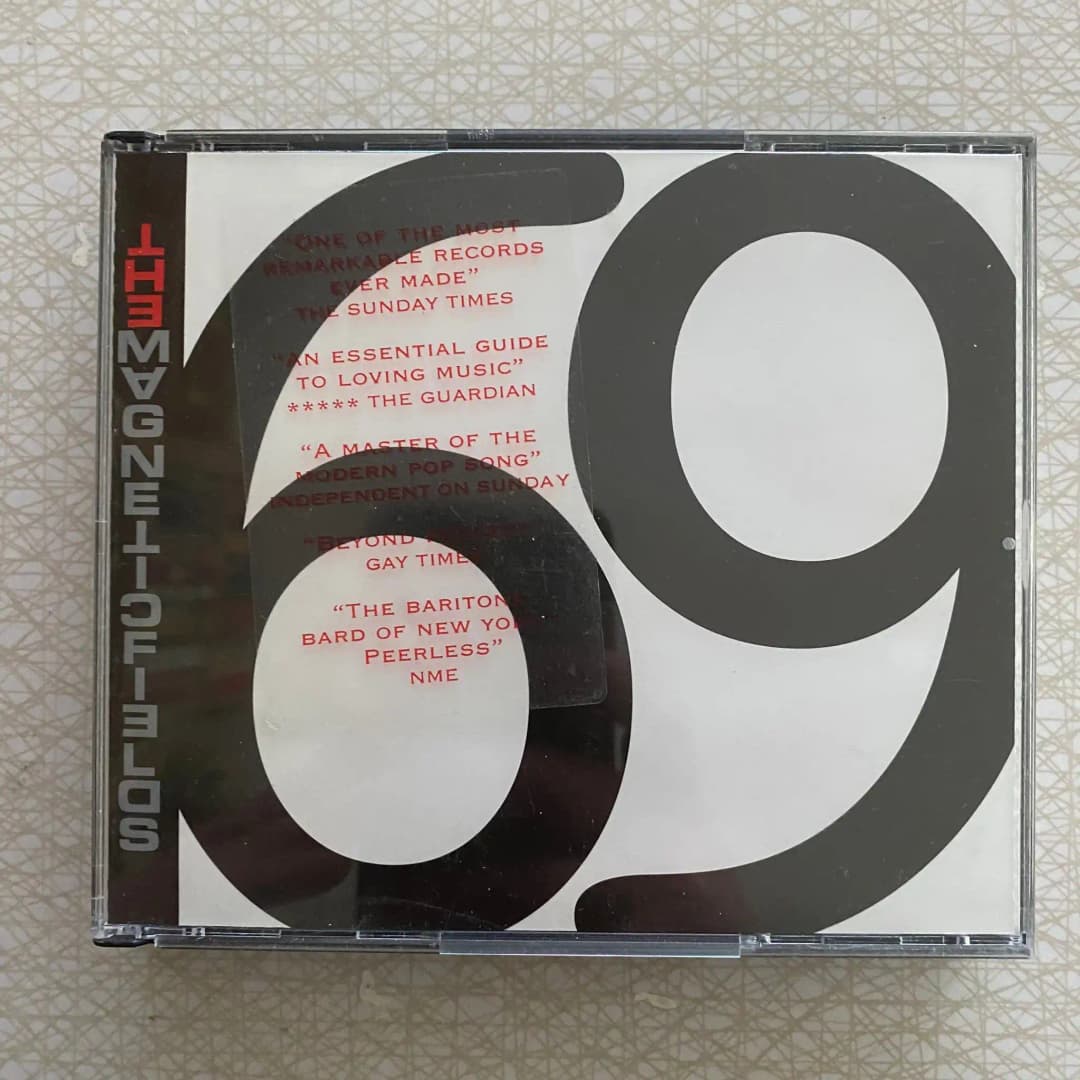 THE MAGNETIC FIELDS
69
“ONE OF THE MOST
REMARKABLE RECORDS
EVER MADE”
THE SUNDAY TIMES
“AN ESSENTIAL GUIDE
TO LOVING MUSIC”
***** THE GUARDIAN
“A MASTER OF THE
MODERN POP SONG”
INDEPENDENT ON SUNDAY
“BEYOND
GAY TIMES
“THE BARITONE
BARD OF NEW YORK
PEERLESS”
NME